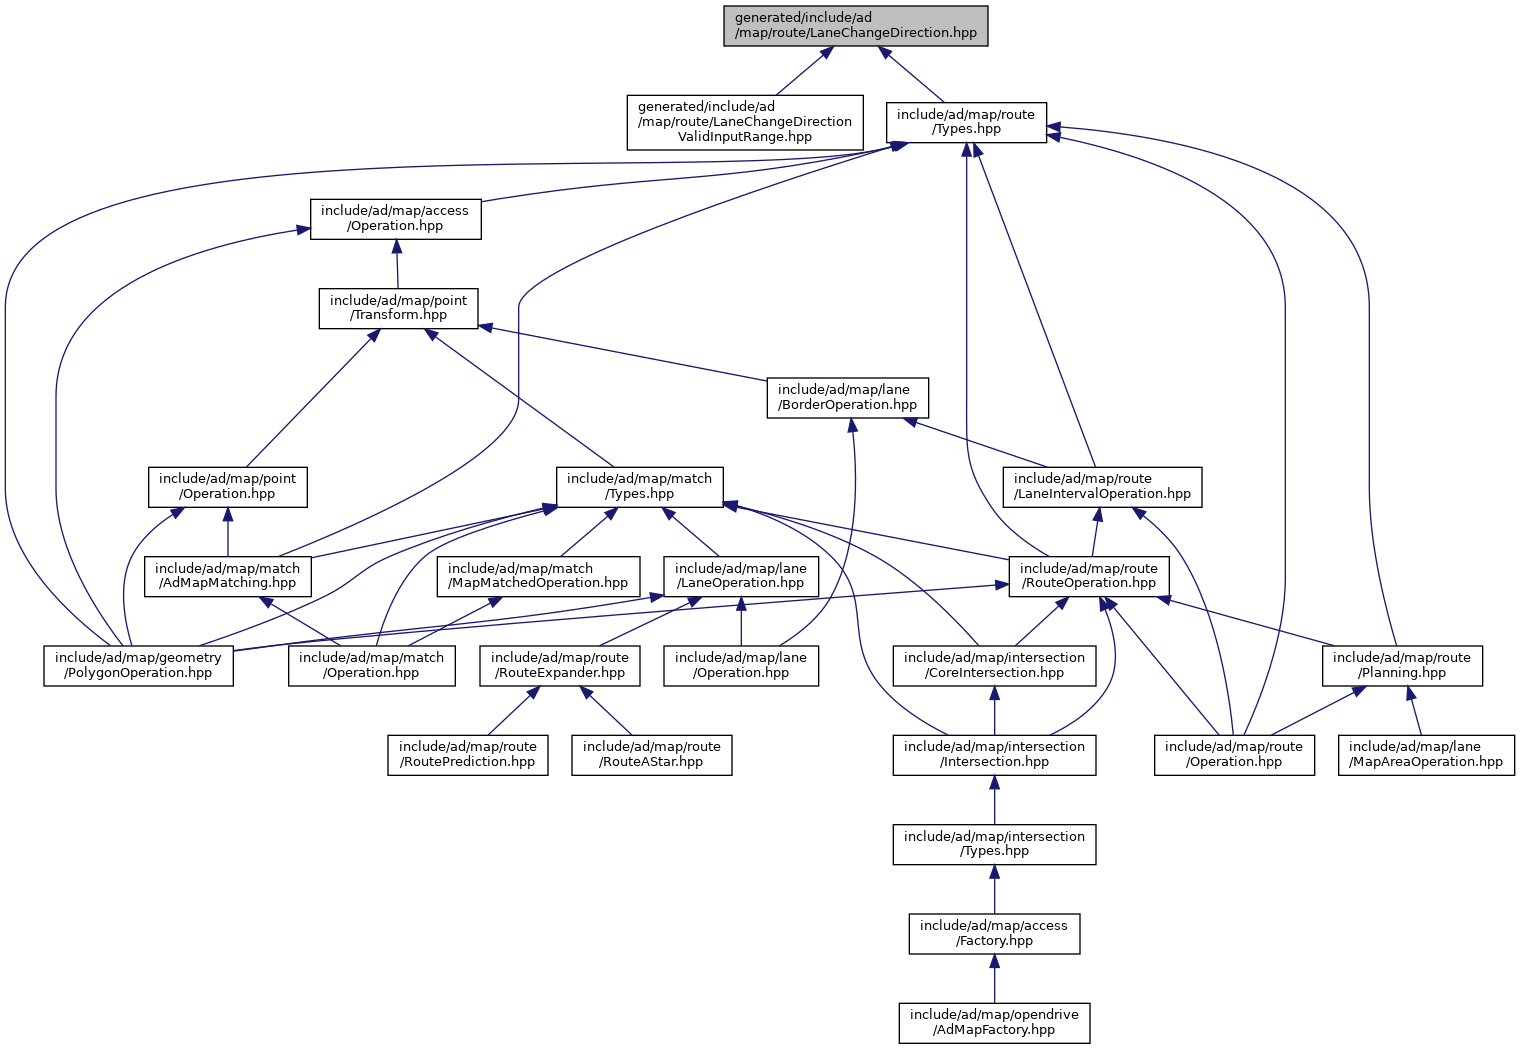 generated/include/ad
/map/route/LaneChangeDirection.hpp
generated/include/ad
/map/route/LaneChangeDirection
ValidInputRange.hpp
include/ad/map/route
/Types.hpp
include/ad/map/access
/Operation.hpp
include/ad/map/point
/Transform.hpp
include/ad/map/lane
/BorderOperation.hpp
include/ad/map/point
/Operation.hpp
include/ad/map/match
/Types.hpp
include/ad/map/route
/LaneIntervalOperation.hpp
include/ad/map/match
/AdMapMatching.hpp
include/ad/map/match
/MapMatchedOperation.hpp
include/ad/map/lane
/LaneOperation.hpp
include/ad/map/route
/RouteOperation.hpp
include/ad/map/geometry
/PolygonOperation.hpp
include/ad/map/match
/Operation.hpp
include/ad/map/route
/RouteExpander.hpp
include/ad/map/lane
/Operation.hpp
include/ad/map/intersection
/CoreIntersection.hpp
include/ad/map/route
/Planning.hpp
include/ad/map/route
/RoutePrediction.hpp
include/ad/map/route
/RouteAStar.hpp
include/ad/map/intersection
/Intersection.hpp
include/ad/map/route
/Operation.hpp
include/ad/map/lane
/MapAreaOperation.hpp
include/ad/map/intersection
/Types.hpp
include/ad/map/access
/Factory.hpp
include/ad/map/opendrive
/AdMapFactory.hpp